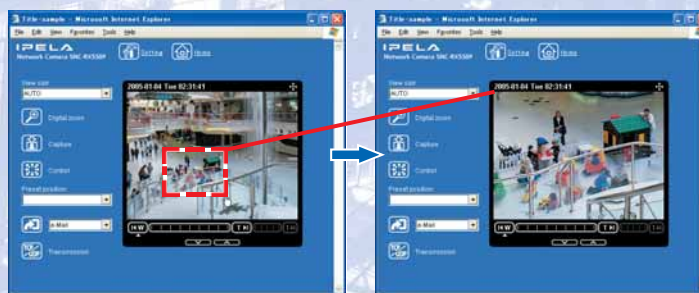 Title-sample - Microsoft Internet Explorer
File Edit View Favorites Tools Help
IPELA
Network Camera SNC-RX550P
Setting
Home
View size
AUTO
Digital zoom
Capture
Control
Preset position
e-Mail
Transmission
2005-01-04 Tue 02:31:41
W
T
Title-sample - Microsoft Internet Explorer
File Edit View Favorites Tools Help
IPELA
Network Camera SNC-RX550P
Setting
Home
View size
AUTO
Digital zoom
Capture
Control
Preset position
e-Mail
Transmission
2005-01-04 Tue 02:31:41
W
T